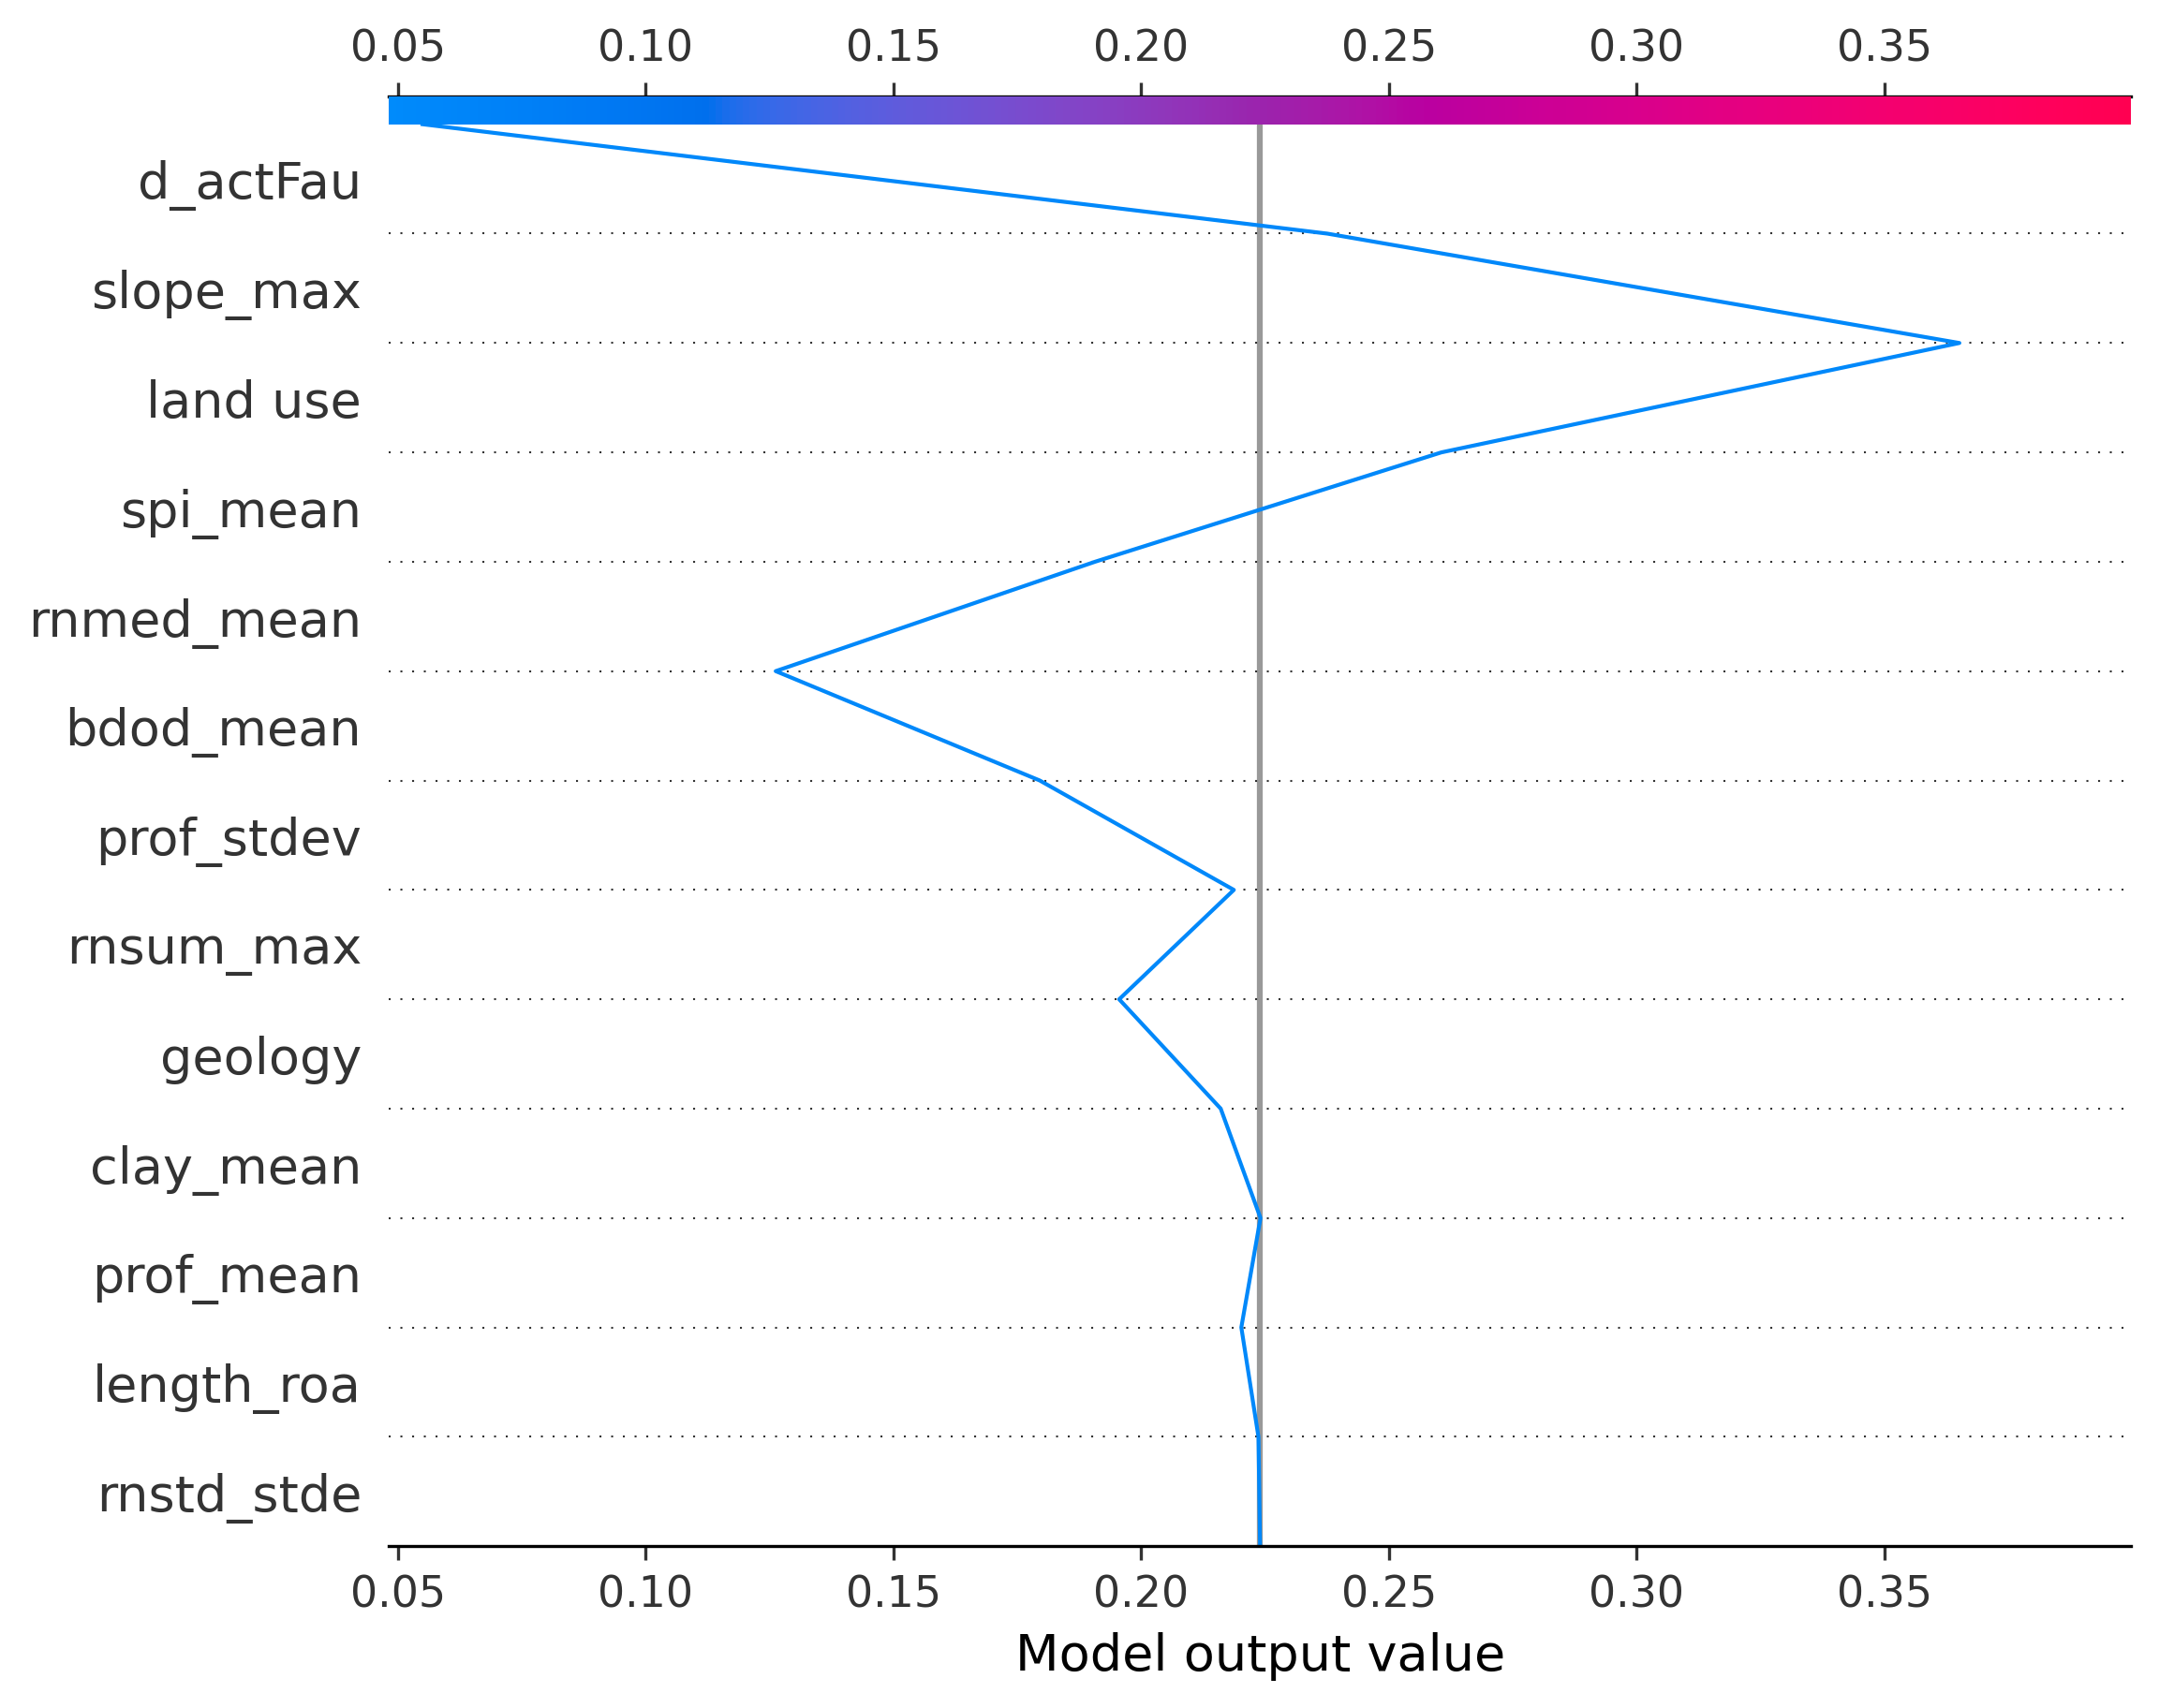 0.05 0.10 0.15 0.20 0.25 0.30 0.35
d_actFau
slope_max
land use
spi_mean
rnmed_mean
bdod_mean
prof_stdev
rnsum_max
geology
clay_mean
prof_mean
length_roa
rnstd_stde
0.05 0.10 0.15 0.20 0.25 0.30 0.35
Model output value